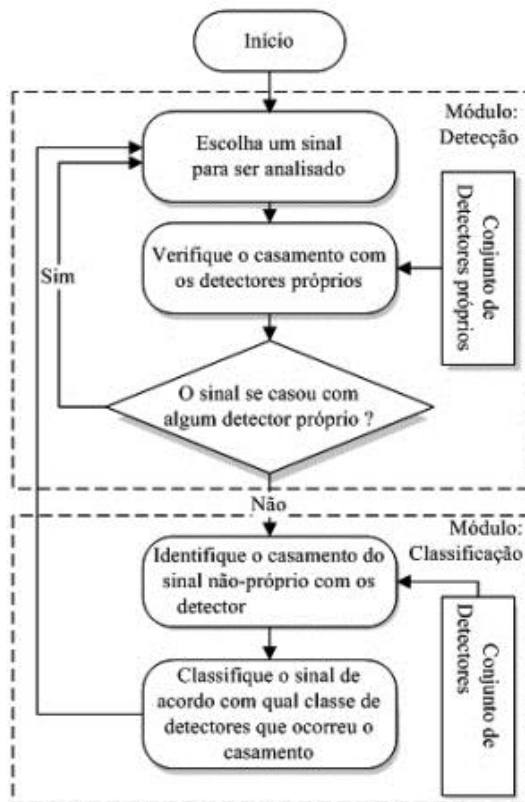 Início
Módulo:
Detecção
Escolha um sinal
para ser analisado
Conjunto de
Detectores próprios
Verifique o casamento com
os detectores próprios
Sim
O sinal se casou com
algum detector próprio ?
Não
Módulo:
Classificação
Identifique o casamento do
sinal não-próprio com os
detector
Conjunto de
Detectores
Classifique o sinal de
acordo com qual classe de
detectores que ocorreu o
casamento